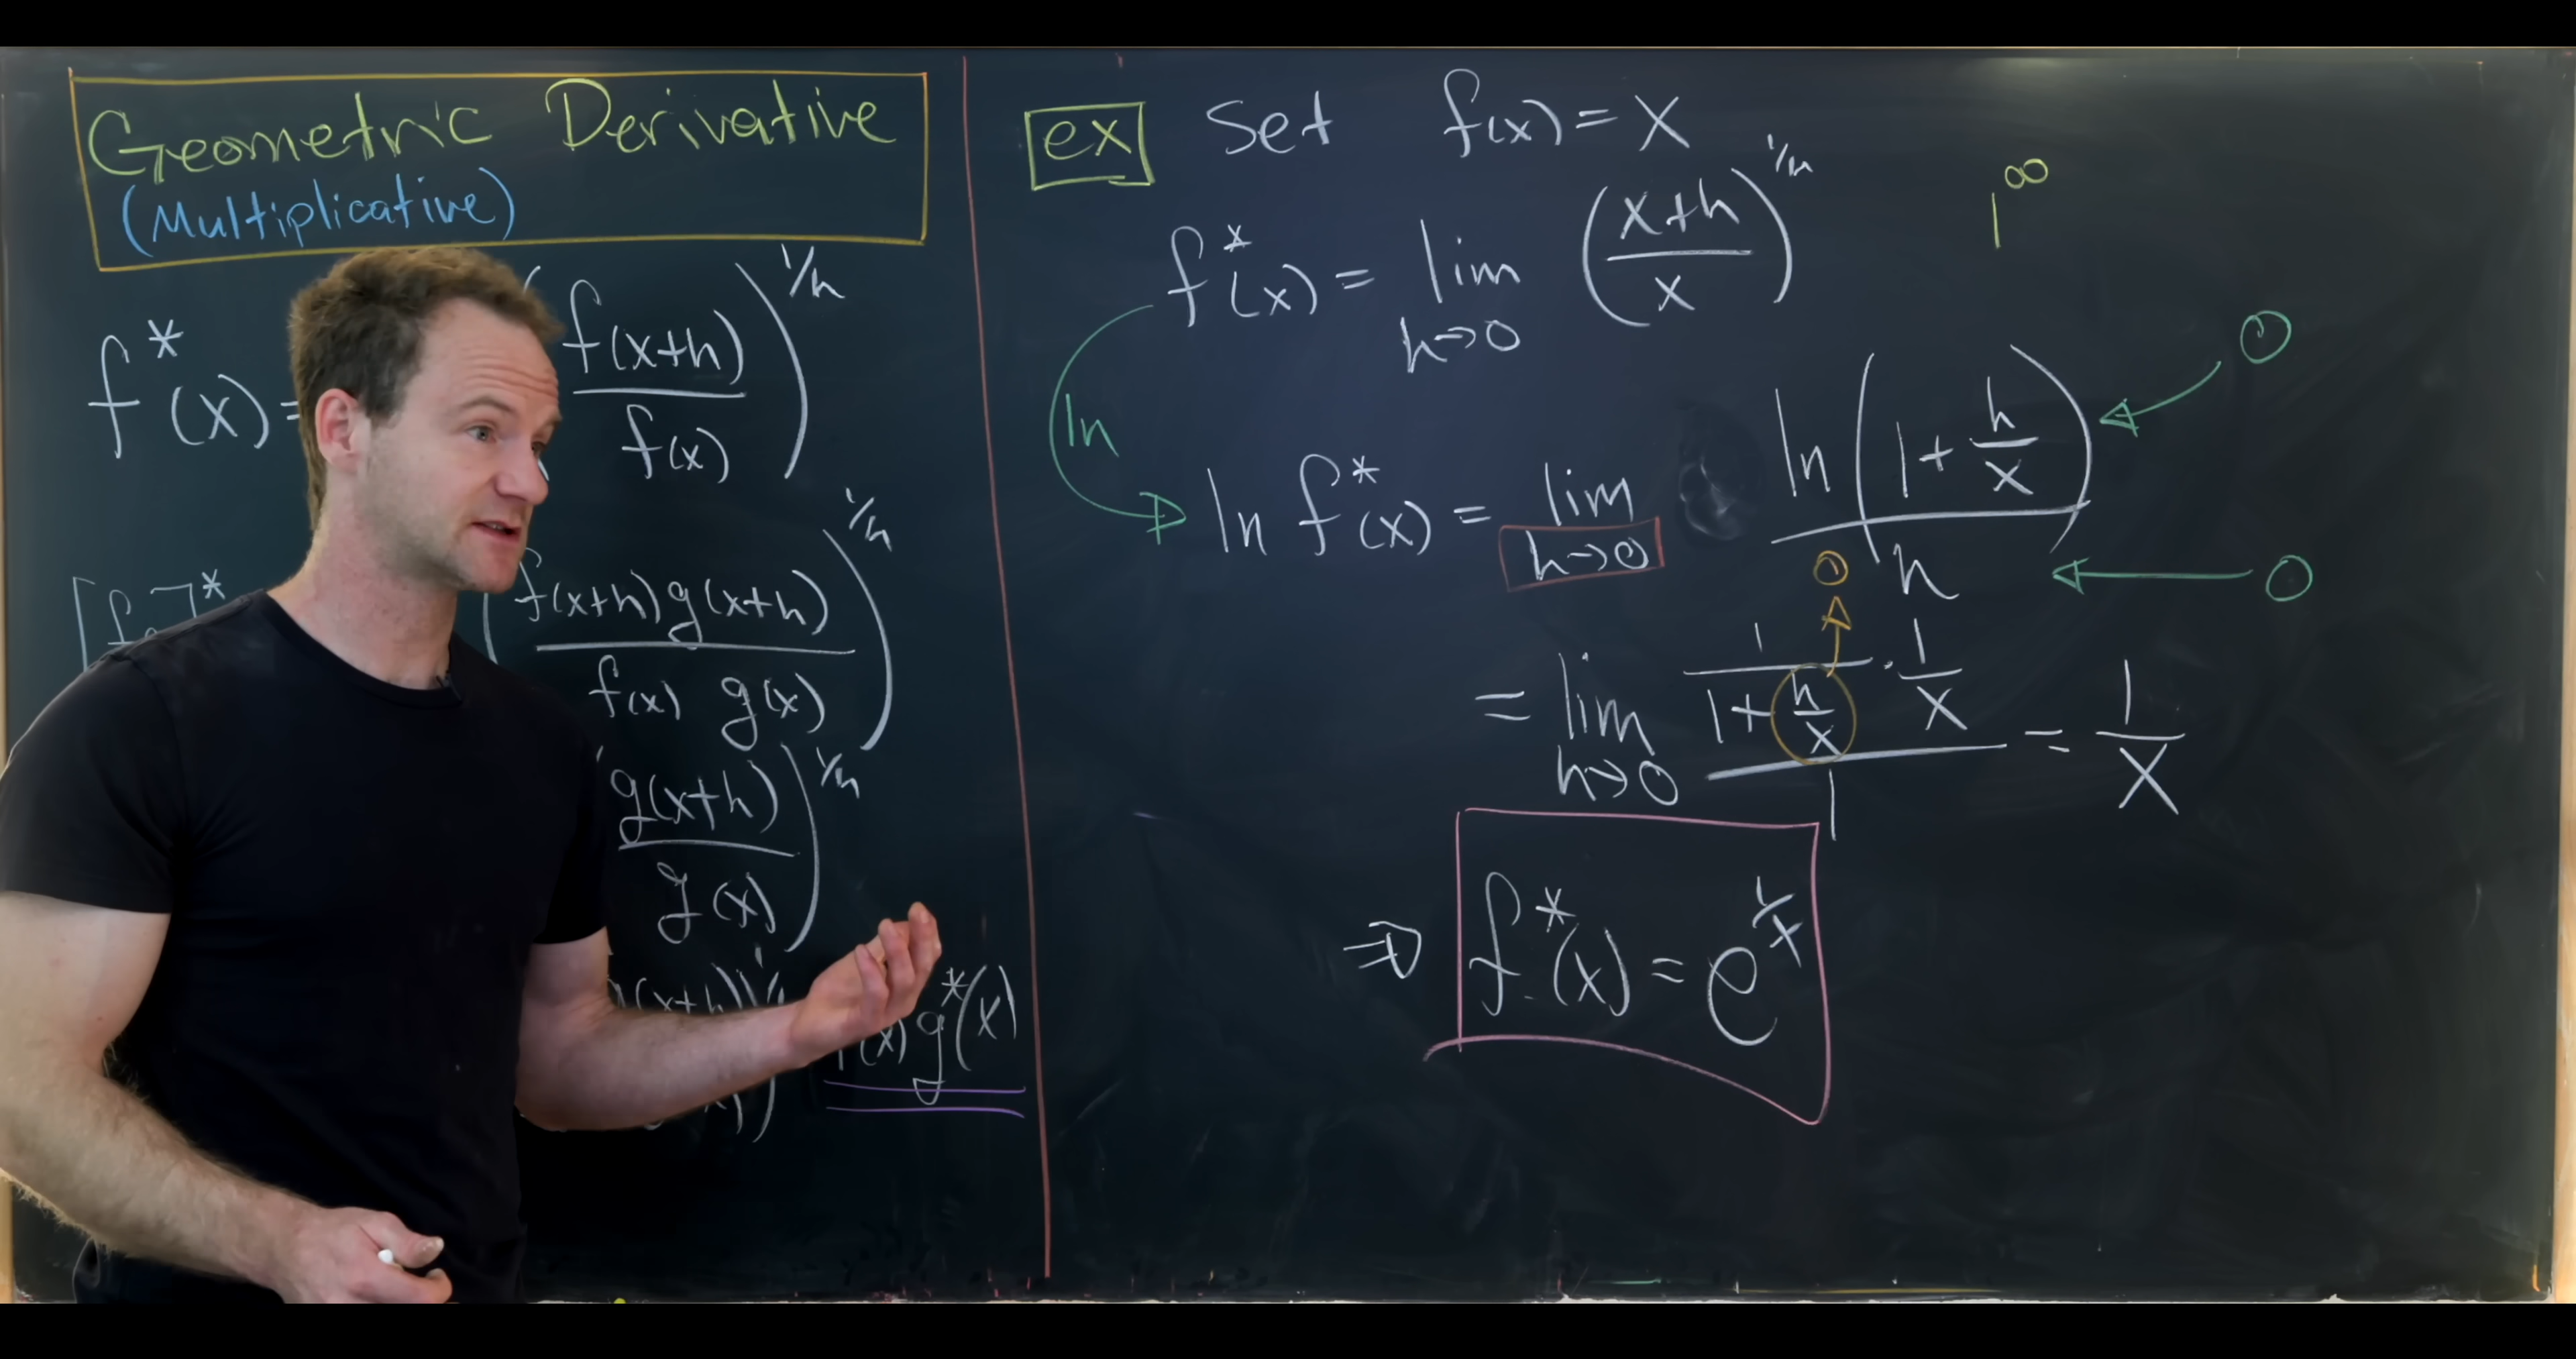 Geometric Derivative
(Multiplicative)
f*(x) = ( f(x+h) / f(x) )^1/h
( f(x+h) g(x+h) / f(x) g(x) )^1/h
g(x+h) / g(x) )^1/h
(x) g*(x)
ex Set f(x) = x
f*(x) = lim h→0 ( x+h / x )^1/h
1^∞
ln
ln f*(x) = lim h→0 ln( 1 + h/x ) / h
0
0
0
= lim h→0 1 / (1 + h/x) · 1/x / 1 = 1/x
⇒ f*(x) = e^1/x